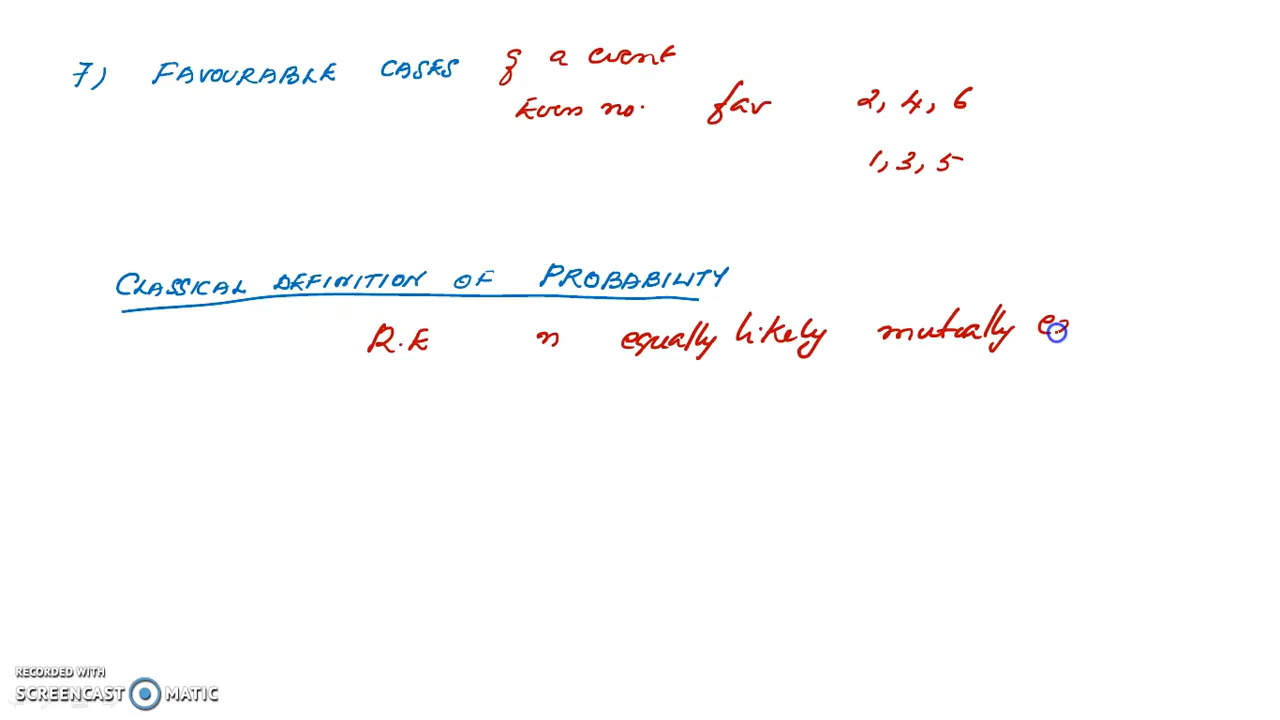 7) FAVOURABLE CASES of a event
Even no. fav 2, 4, 6
1, 3, 5
CLASSICAL DEFINITION OF PROBABILITY
R.E n equally likely mutually ex
RECORDED WITH
SCREENCAST MATIC